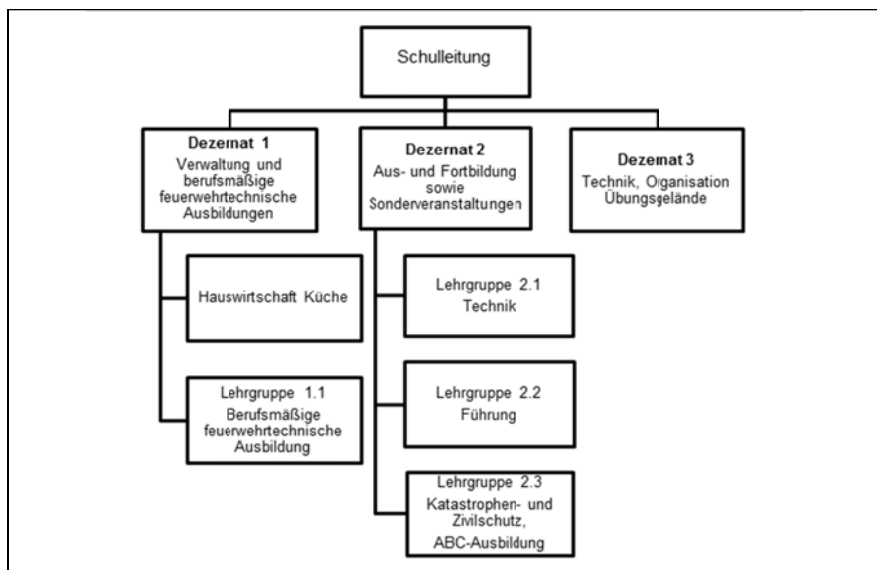 Schulleitung
Dezernat 1
Verwaltung und
berufsmäßige
feuerwehrtechnische
Ausbildungen
Dezernat 2
Aus- und Fortbildung
sowie
Sonderveranstaltungen
Dezernat 3
Technik, Organisation
Übungsgelände
Hauswirtschaft Küche
Lehrgruppe 1.1
Berufsmäßige
feuerwehrtechnische
Ausbildung
Lehrgruppe 2.1
Technik
Lehrgruppe 2.2
Führung
Lehrgruppe 2.3
Katastrophen- und
Zivilschutz,
ABC-Ausbildung